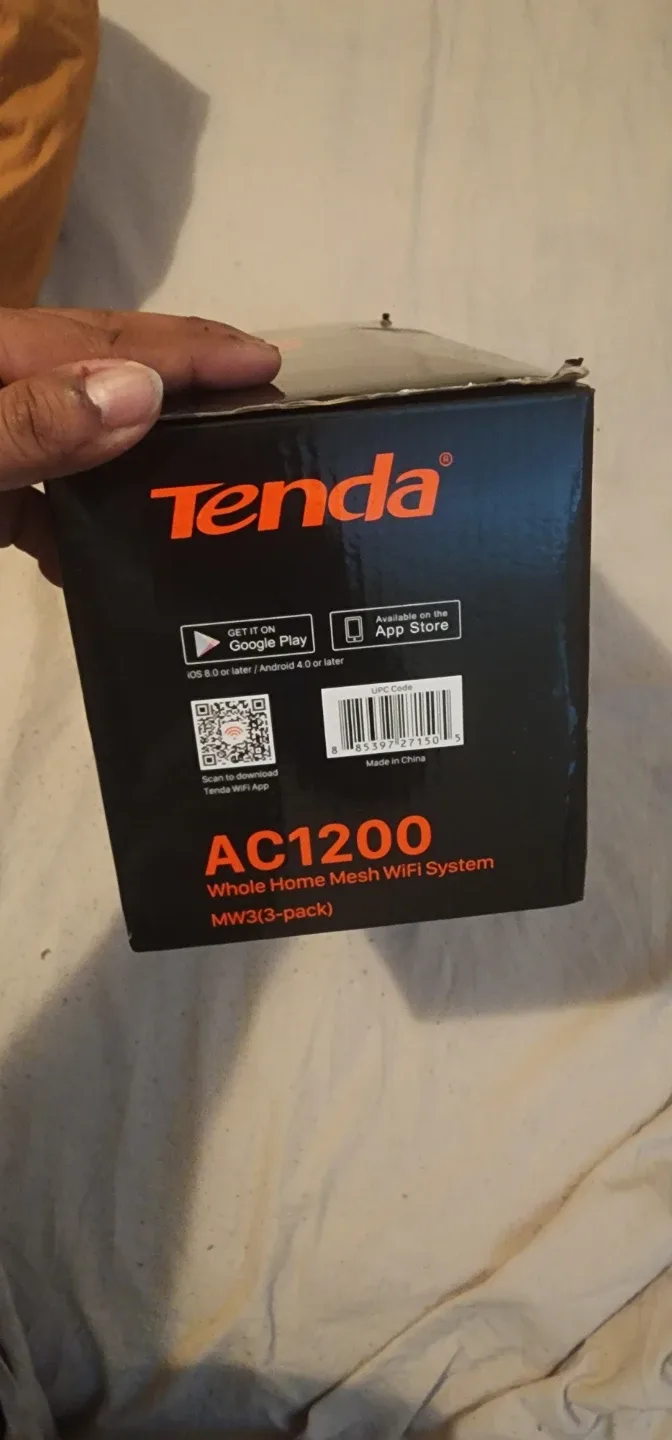 Tenda®
GET IT ON
Google Play
Available on the
App Store
iOS 8.0 or later / Android 4.0 or later
UPC Code
8 85397 27150 5
Scan to download
Tenda WiFi App
Made in China
AC1200
Whole Home Mesh WiFi System
MW3(3-pack)